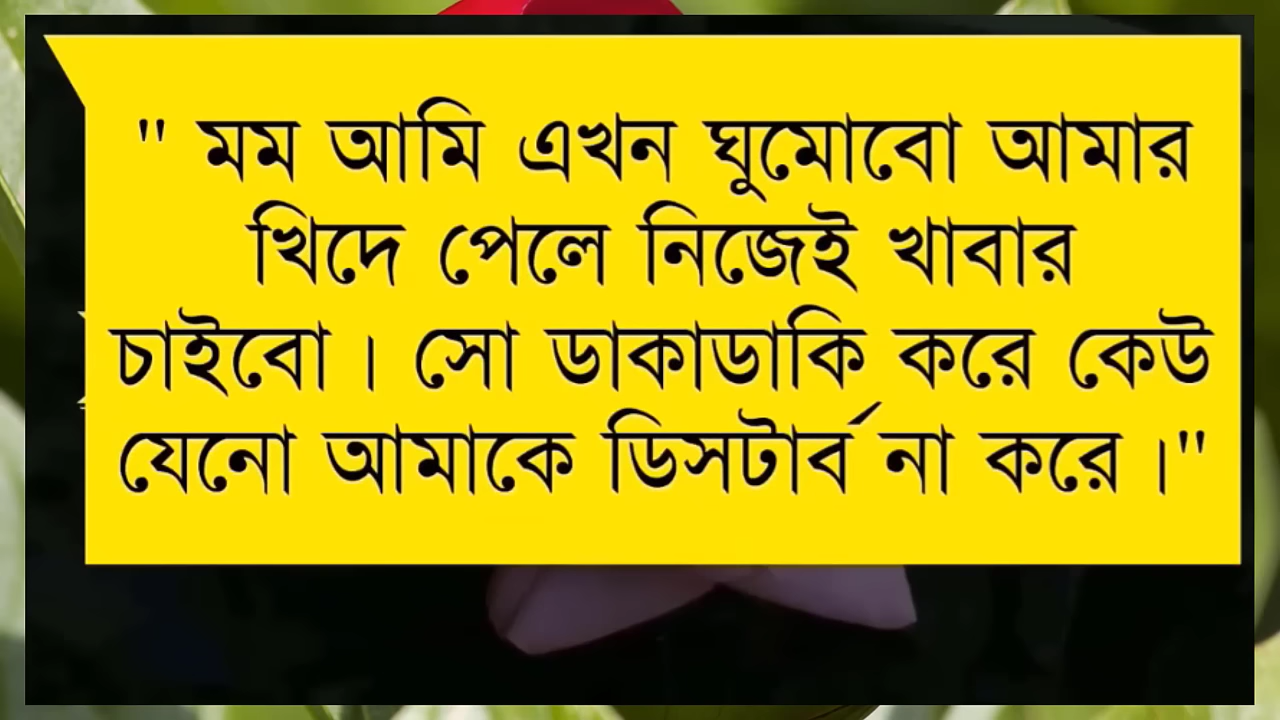 " মম আমি এখন ঘুমোবো আমার
খিদে পেলে নিজেই খাবার
চাইবো। সো ডাকাডাকি করে কেউ
যেনো আমাকে ডিসটার্ব না করে।"